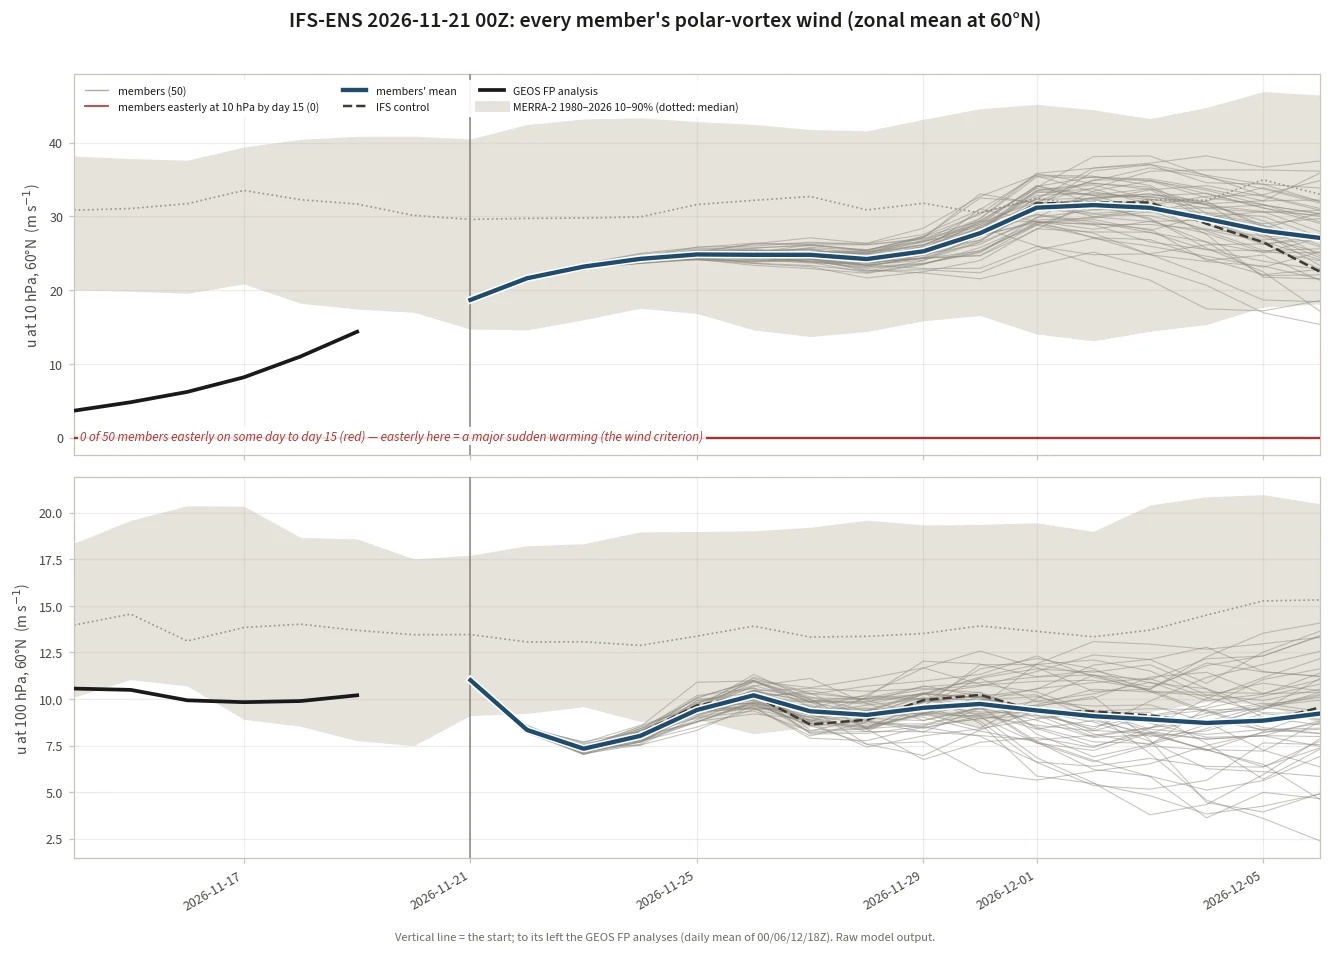 IFS-ENS 2026-11-21 00Z: every member's polar-vortex wind (zonal mean at 60°N)
members (50)
members easterly at 10 hPa by day 15 (0)
members' mean
IFS control
GEOS FP analysis
MERRA-2 1980–2026 10–90% (dotted: median)
u at 10 hPa, 60°N (m s⁻¹)
40
30
20
10
0
0 of 50 members easterly on some day to day 15 (red) — easterly here = a major sudden warming (the wind criterion)
u at 100 hPa, 60°N (m s⁻¹)
20.0
17.5
15.0
12.5
10.0
7.5
5.0
2.5
2026-11-17
2026-11-21
2026-11-25
2026-11-29
2026-12-01
2026-12-05
Vertical line = the start; to its left the GEOS FP analyses (daily mean of 00/06/12/18Z). Raw model output.